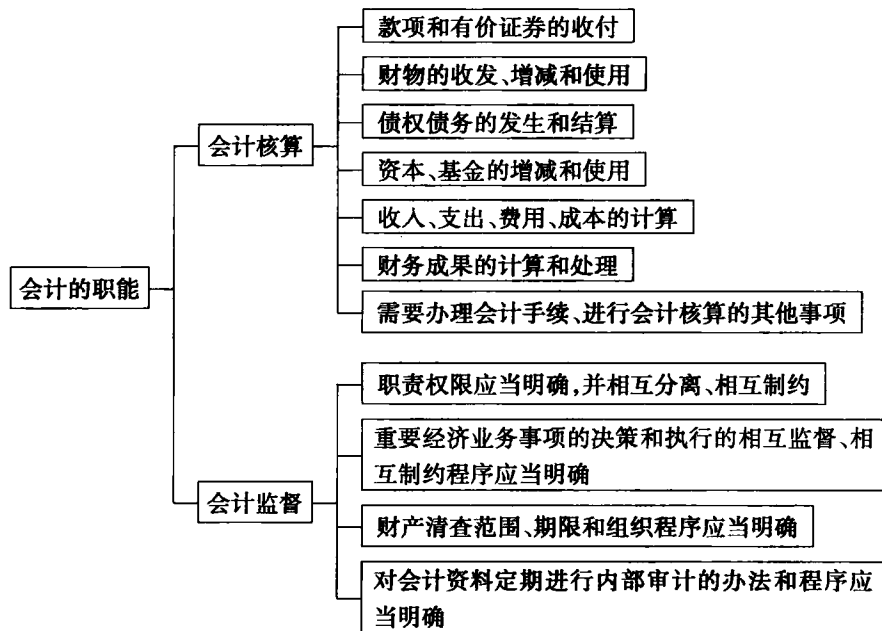 款项和有价证券的收付
财物的收发、增减和使用
债权债务的发生和结算
会计核算
资本、基金的增减和使用
收人、支出、费用、成本的计算
财务成果的计算和处理
会计的职能
需要办理会计手续、进行会计核算的其他事项
职责权限应当明确,并相互分离、相互制约
重要经济业务事项的决策和执行的相互监督、相
互制约程序应当明确
会计监督
财产清查范围、期限和组织程序应当明确
对会计资料定期进行内部审计的办法和程序应
当明确